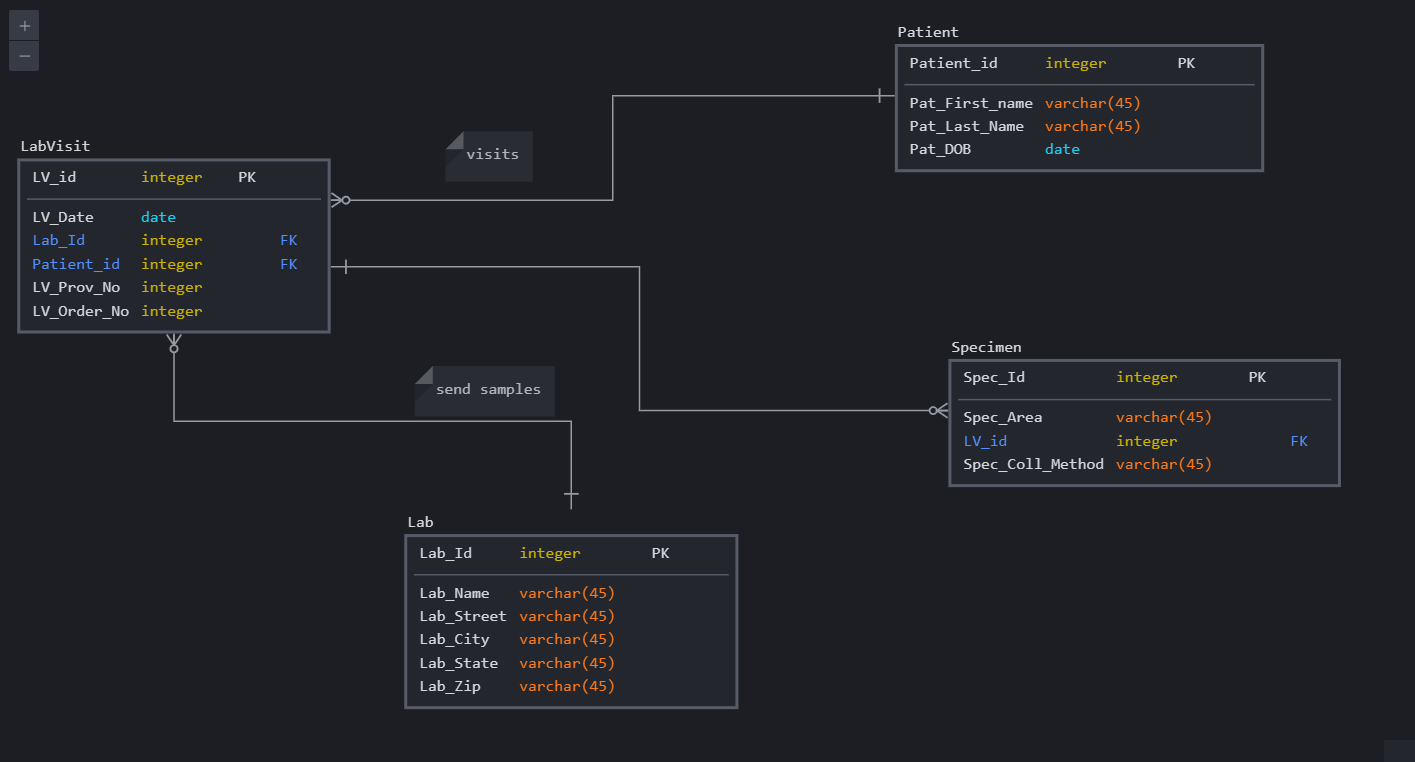 +
−
Patient
Patient_id integer PK
Pat_First_name varchar(45)
Pat_Last_Name varchar(45)
Pat_DOB date
visits
LabVisit
LV_id integer PK
LV_Date date
Lab_Id integer FK
Patient_id integer FK
LV_Prov_No integer
LV_Order_No integer
send samples
Specimen
Spec_Id integer PK
Spec_Area varchar(45)
LV_id integer FK
Spec_Coll_Method varchar(45)
Lab
Lab_Id integer PK
Lab_Name varchar(45)
Lab_Street varchar(45)
Lab_City varchar(45)
Lab_State varchar(45)
Lab_Zip varchar(45)